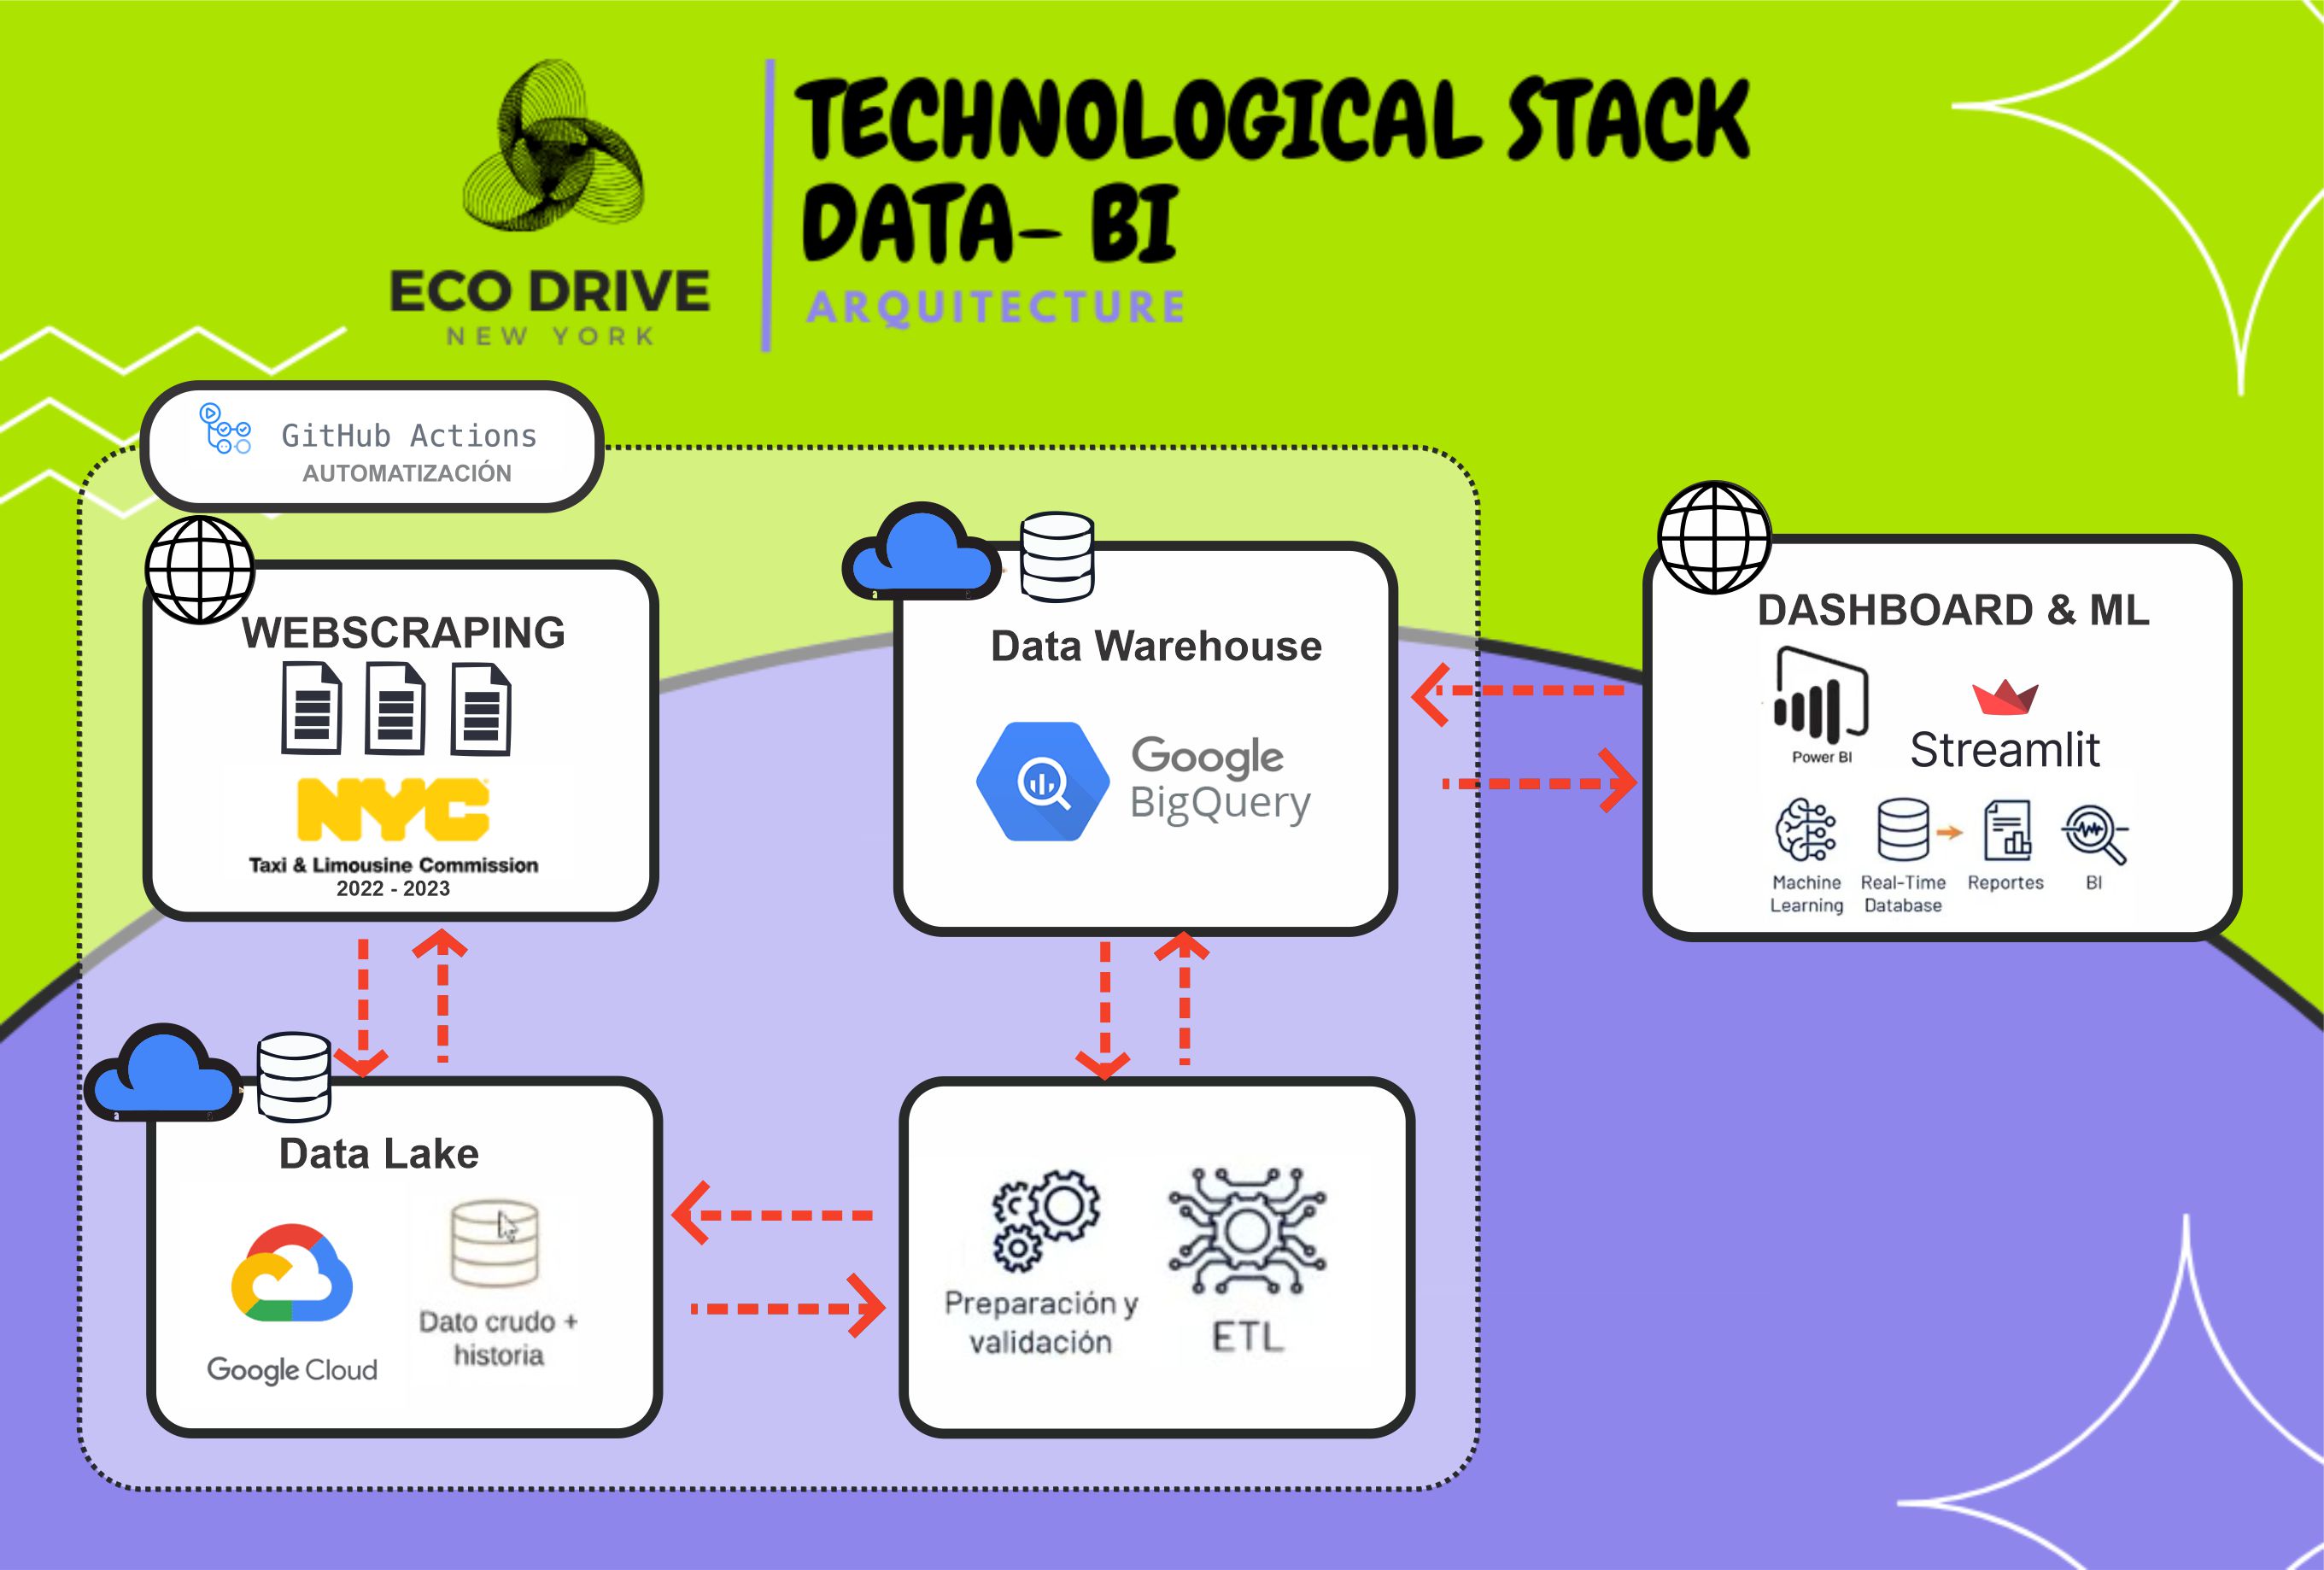 TECHNOLOGICAL STACK
DATA- BI
ARQUITECTURE
ECO DRIVE
NEW YORK
GitHub Actions
AUTOMATIZACIÓN
WEBSCRAPING
NYC
Taxi & Limousine Commission
2022 - 2023
Data Warehouse
Google
BigQuery
DASHBOARD & ML
Power BI
Streamlit
Machine
Learning
Real-Time
Database
Reportes
BI
Data Lake
Google Cloud
Dato crudo +
historia
Preparación y
validación
ETL